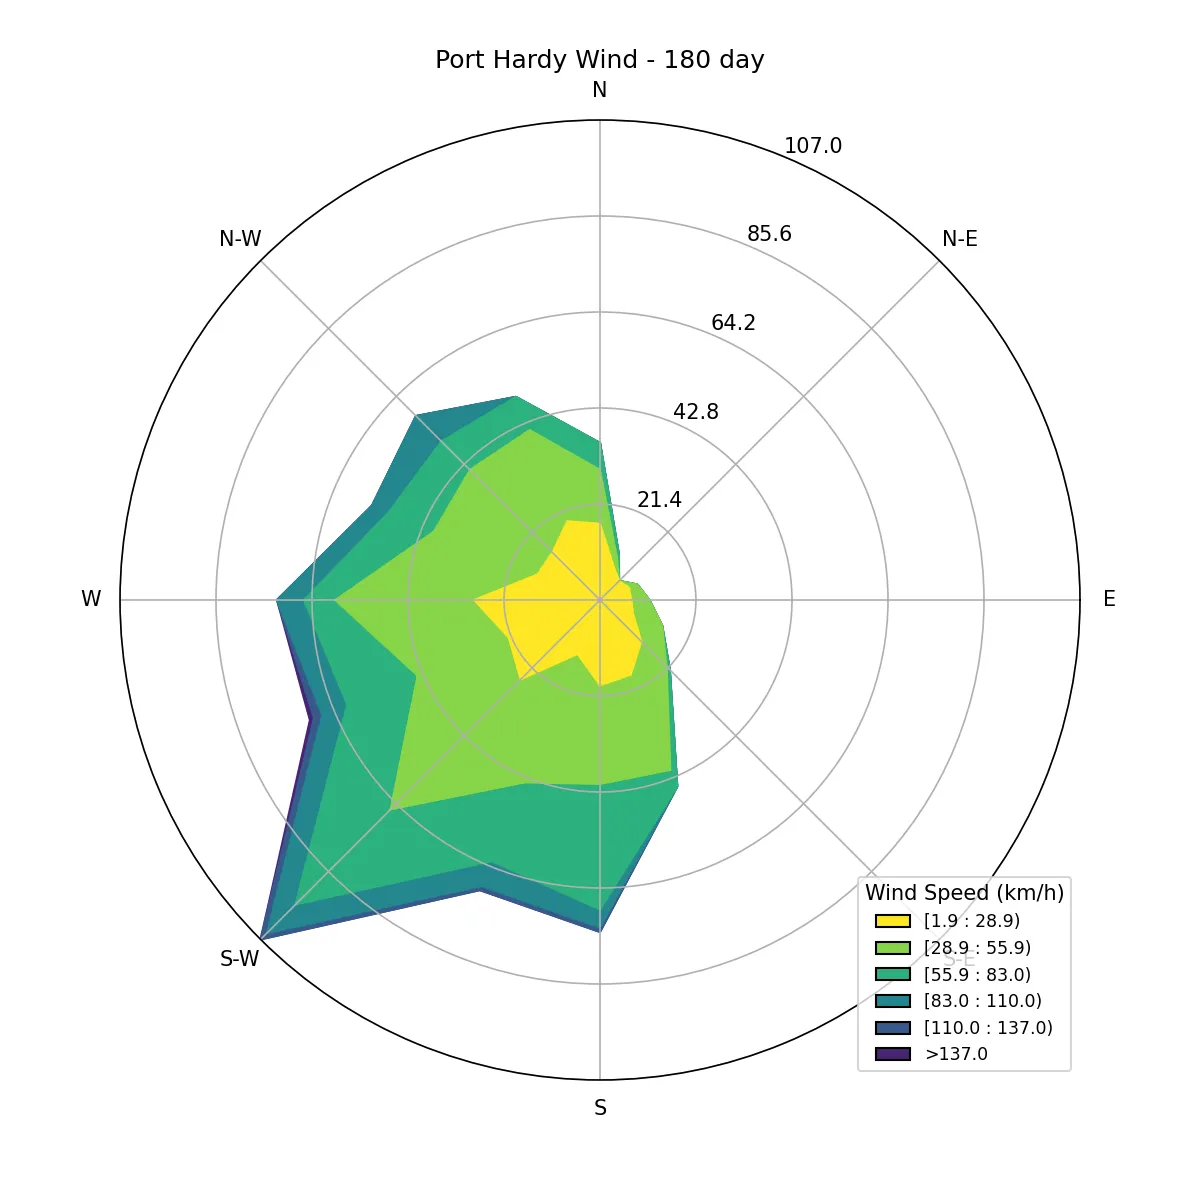 Port Hardy Wind - 180 day
N
107.0
N-W
N-E
85.6
64.2
42.8
21.4
W
E
Wind Speed (km/h)
[1.9 : 28.9)
[28.9 : 55.9)
S-W
S-E
[55.9 : 83.0)
[83.0 : 110.0)
[110.0 : 137.0)
>137.0
S